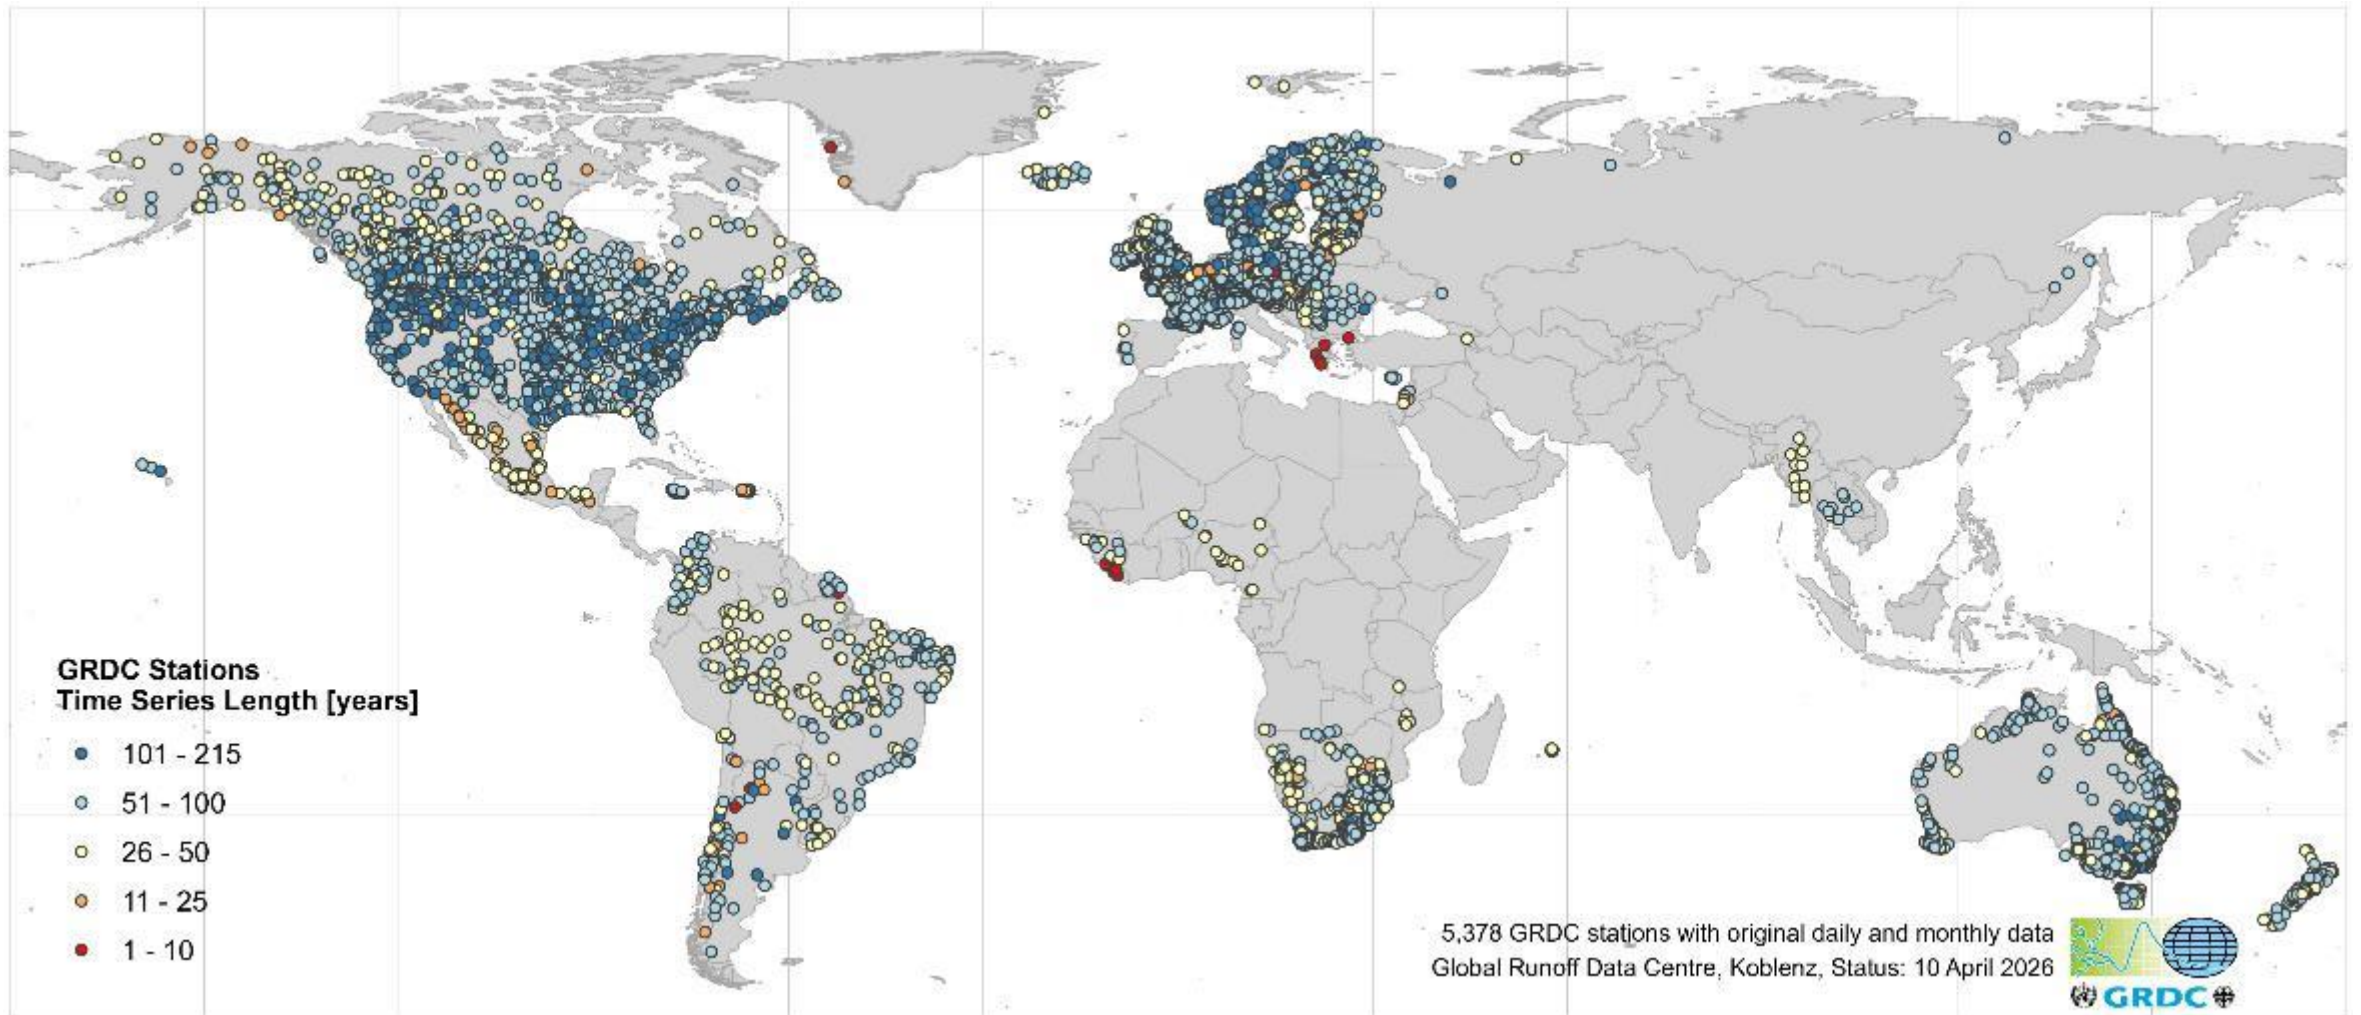 GRDC Stations
Time Series Length [years]
101 - 215
51 - 100
26 - 50
11 - 25
1 - 10
5,378 GRDC stations with original daily and monthly data
Global Runoff Data Centre, Koblenz, Status: 10 April 2026
GRDC